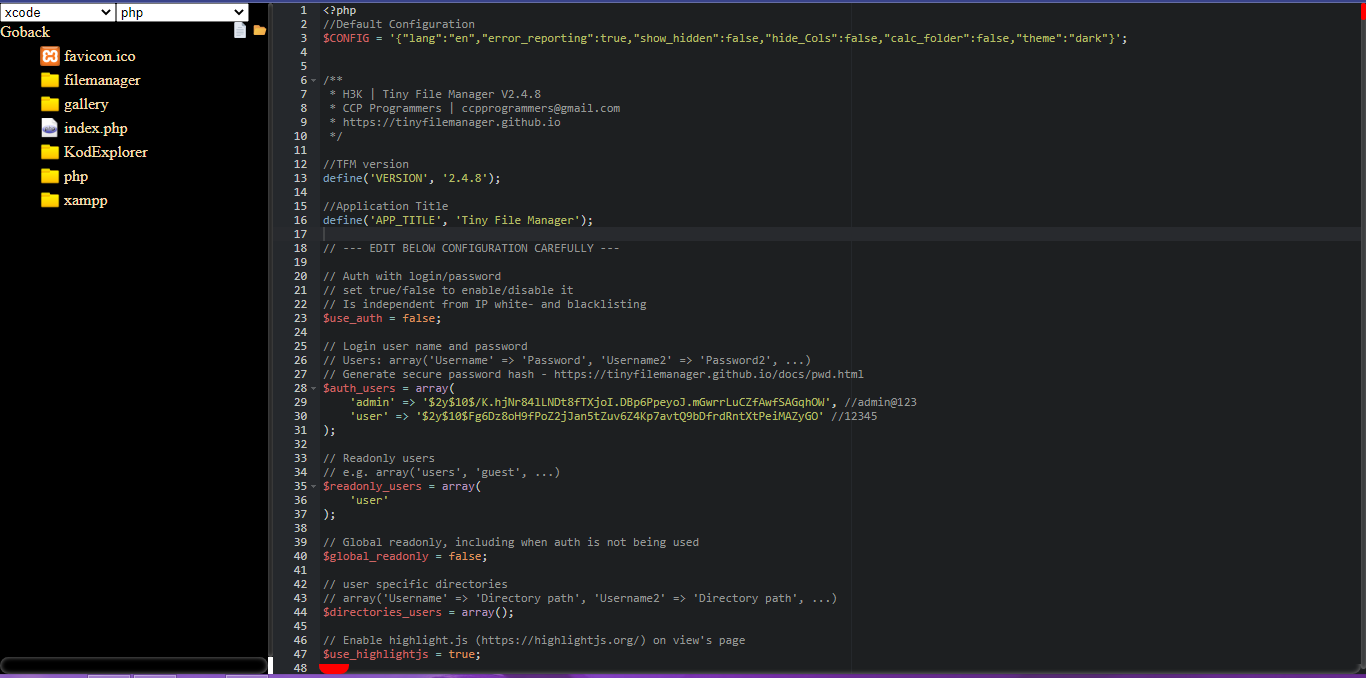 xcode php
Goback
favicon.ico
filemanager
gallery
index.php
KodExplorer
php
xampp
1 <?php
2 //Default Configuration
3 $CONFIG = '{"lang":"en","error_reporting":true,"show_hidden":false,"hide_Cols":false,"calc_folder":false,"theme":"dark"}';
4
5
6 /**
7 * H3K | Tiny File Manager V2.4.8
8 * CCP Programmers | ccpprogrammers@gmail.com
9 * https://tinyfilemanager.github.io
10 */
11
12 //TFM version
13 define('VERSION', '2.4.8');
14
15 //Application Title
16 define('APP_TITLE', 'Tiny File Manager');
17
18 // --- EDIT BELOW CONFIGURATION CAREFULLY ---
19
20 // Auth with login/password
21 // set true/false to enable/disable it
22 // Is independent from IP white- and blacklisting
23 $use_auth = false;
24
25 // Login user name and password
26 // Users: array('Username' => 'Password', 'Username2' => 'Password2', ...)
27 // Generate secure password hash - https://tinyfilemanager.github.io/docs/pwd.html
28 $auth_users = array(
29 'admin' => '$2y$10$/K.hjNr84lLNDt8fTXjoI.DBp6PpeyoJ.mGwrrLuCZfAwfSAGqhOW', //admin@123
30 'user' => '$2y$10$Fg6Dz8oH9fPoZ2jJan5tZuv6Z4Kp7avtQ9bDfrdRntXtPeiMAZyGO' //12345
31 );
32
33 // Readonly users
34 // e.g. array('users', 'guest', ...)
35 $readonly_users = array(
36 'user'
37 );
38
39 // Global readonly, including when auth is not being used
40 $global_readonly = false;
41
42 // user specific directories
43 // array('Username' => 'Directory path', 'Username2' => 'Directory path', ...)
44 $directories_users = array();
45
46 // Enable highlight.js (https://highlightjs.org/) on view's page
47 $use_highlightjs = true;
48